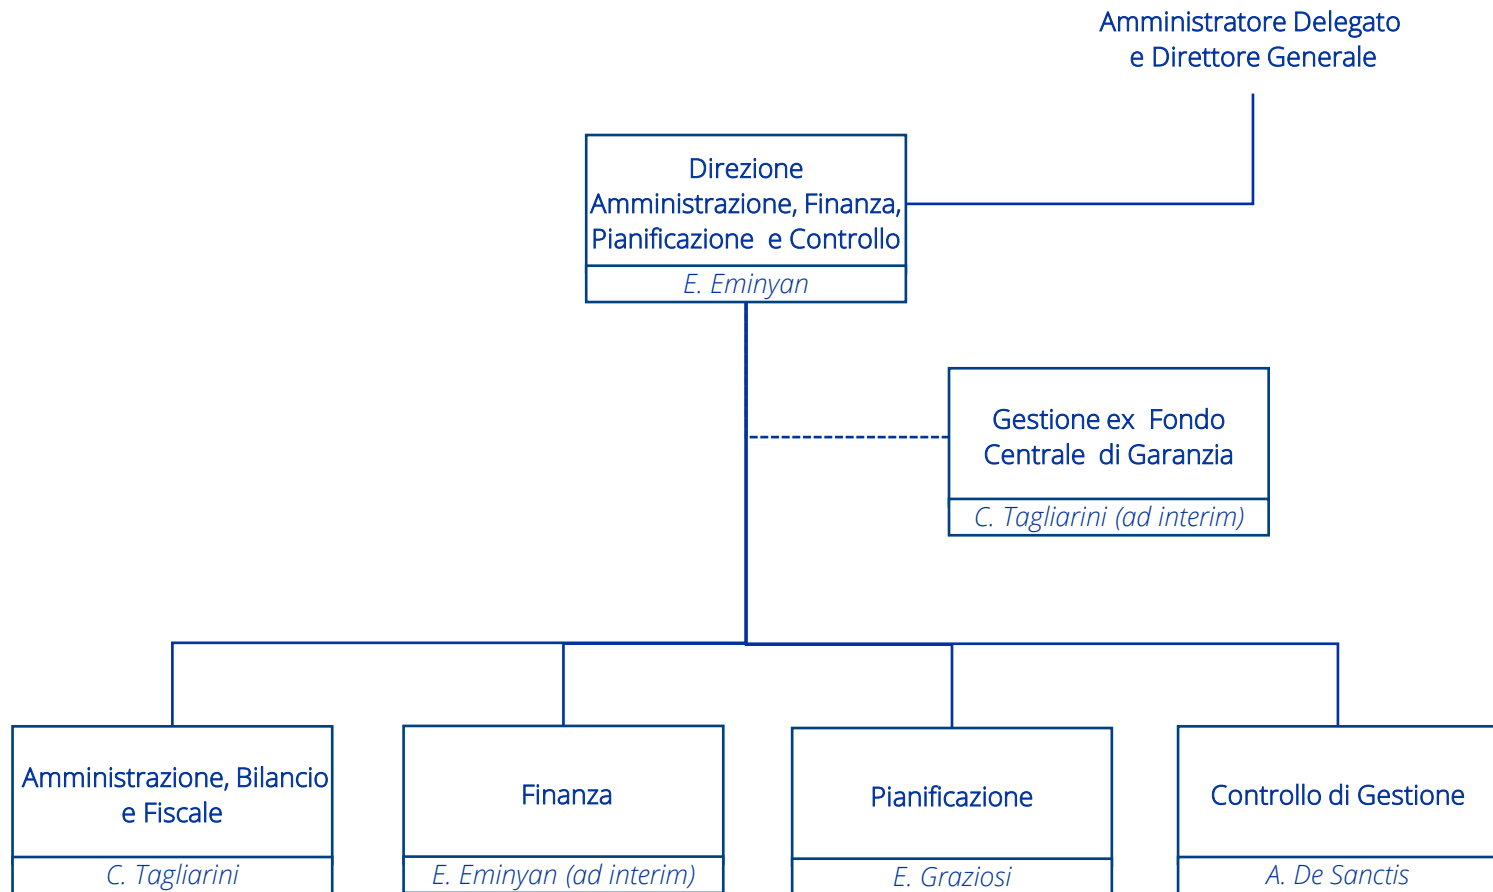 Amministratore Delegato
e Direttore Generale
Direzione
Amministrazione, Finanza,
Pianificazione e Controllo
E. Eminyan
Gestione ex Fondo
Centrale di Garanzia
C. Tagliarini (ad interim)
Amministrazione, Bilancio
e Fiscale
C. Tagliarini
Finanza
E. Eminyan (ad interim)
Pianificazione
E. Graziosi
Controllo di Gestione
A. De Sanctis